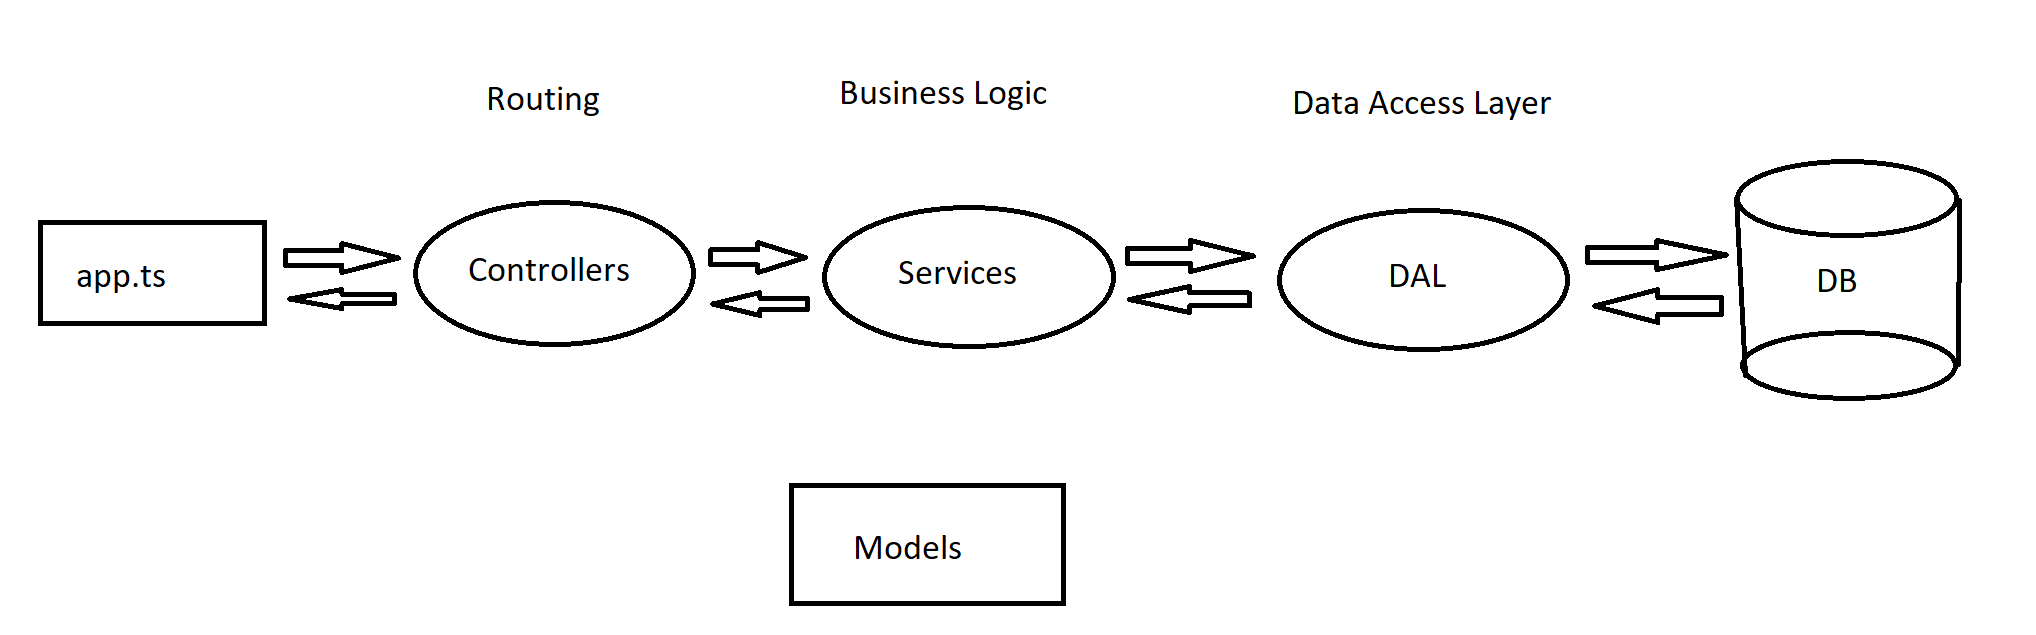 Routing
Business Logic
Data Access Layer
app.ts
Controllers
Services
DAL
DB
Models